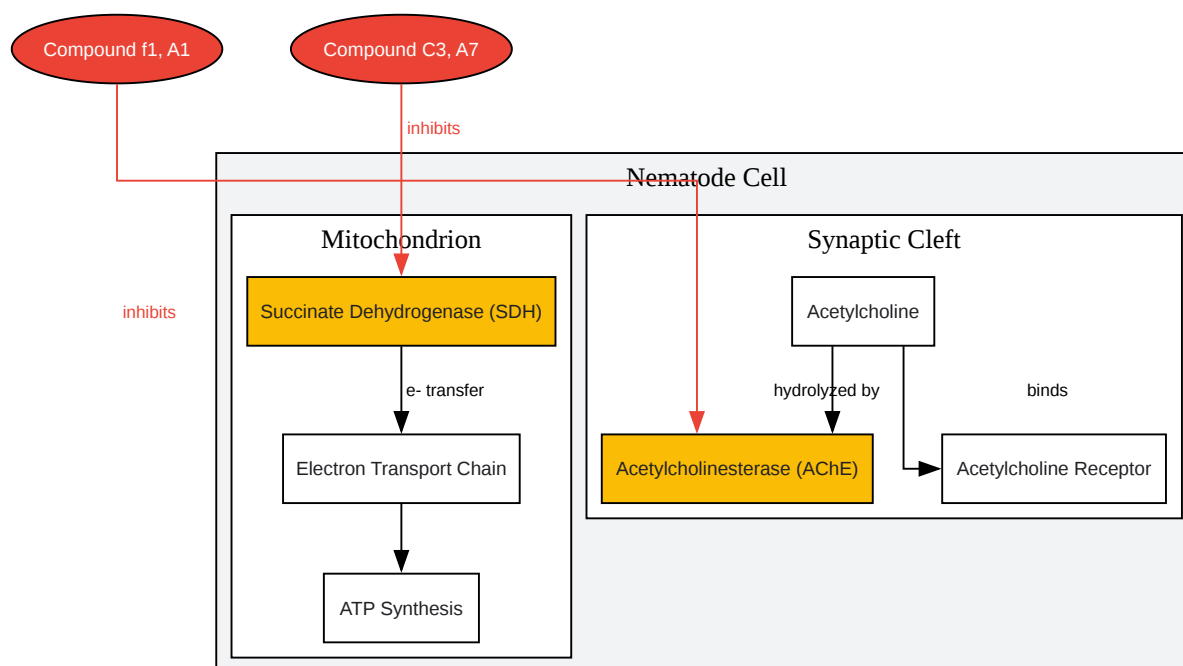 Compound f1, A1
Compound C3, A7
inhibits
Nematode Cell
Mitochondrion
Synaptic Cleft
Succinate Dehydrogenase (SDH)
Acetylcholine
inhibits
e- transfer
hydrolyzed by
binds
Electron Transport Chain
Acetylcholinesterase (AChE)
Acetylcholine Receptor
ATP Synthesis